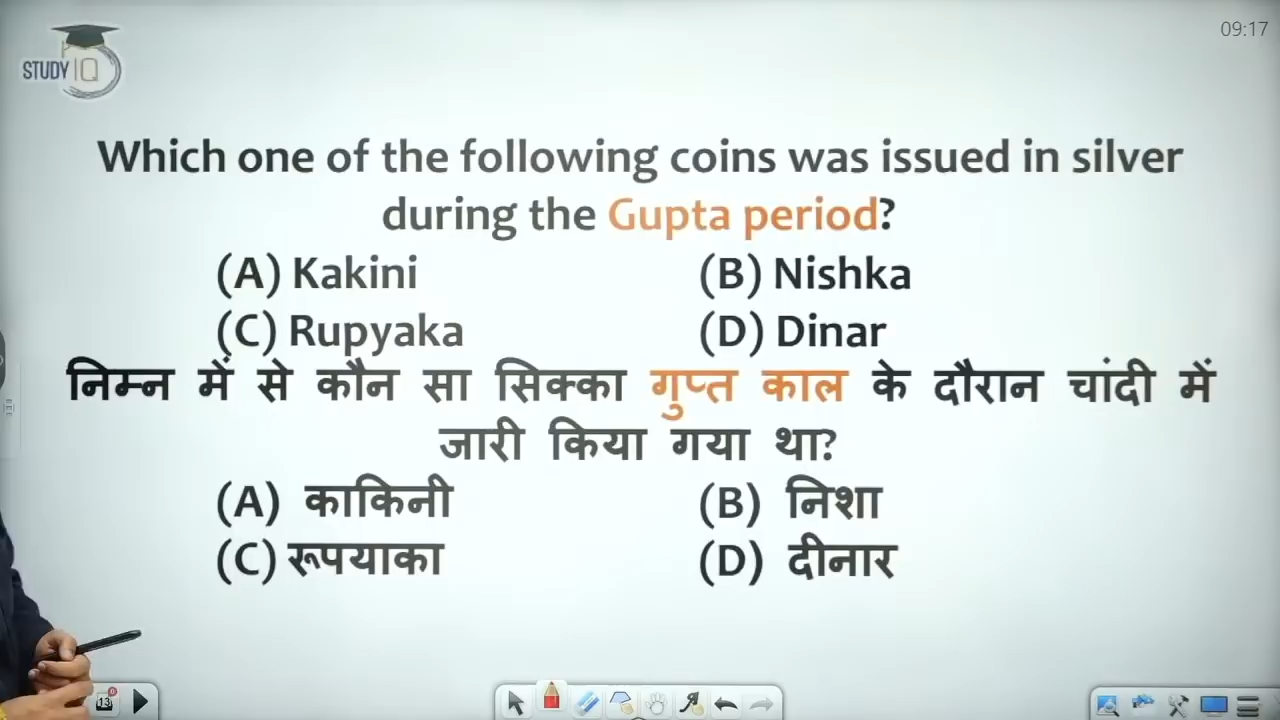 STUDY IQ
09:17
Which one of the following coins was issued in silver
during the Gupta period?
(A) Kakini (B) Nishka
(C) Rupyaka (D) Dinar
निम्न में से कौन सा सिक्का गुप्त काल के दौरान चांदी में
जारी किया गया था?
(A) काकिनी (B) निशा
(C) रूपयाका (D) दीनार
13